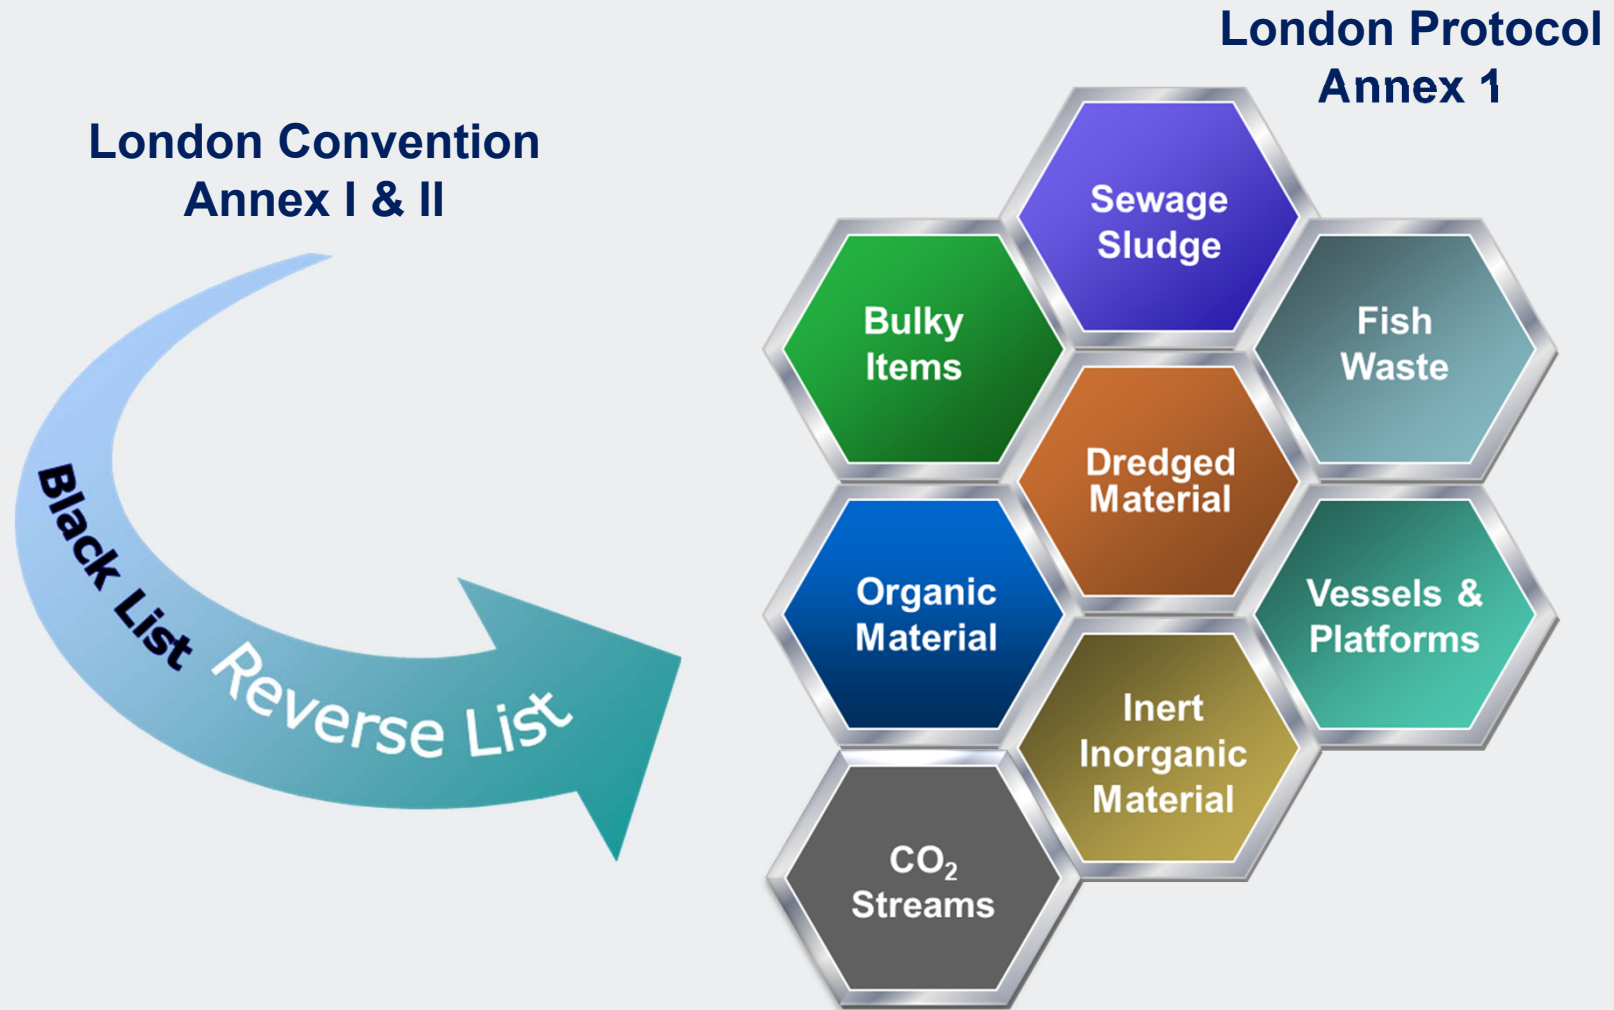 London Protocol
Annex 1
London Convention
Annex I & II
Black List Reverse List
Sewage
Sludge
Bulky
Items
Fish
Waste
Dredged
Material
Organic
Material
Vessels &
Platforms
Inert
Inorganic
Material
CO₂
Streams